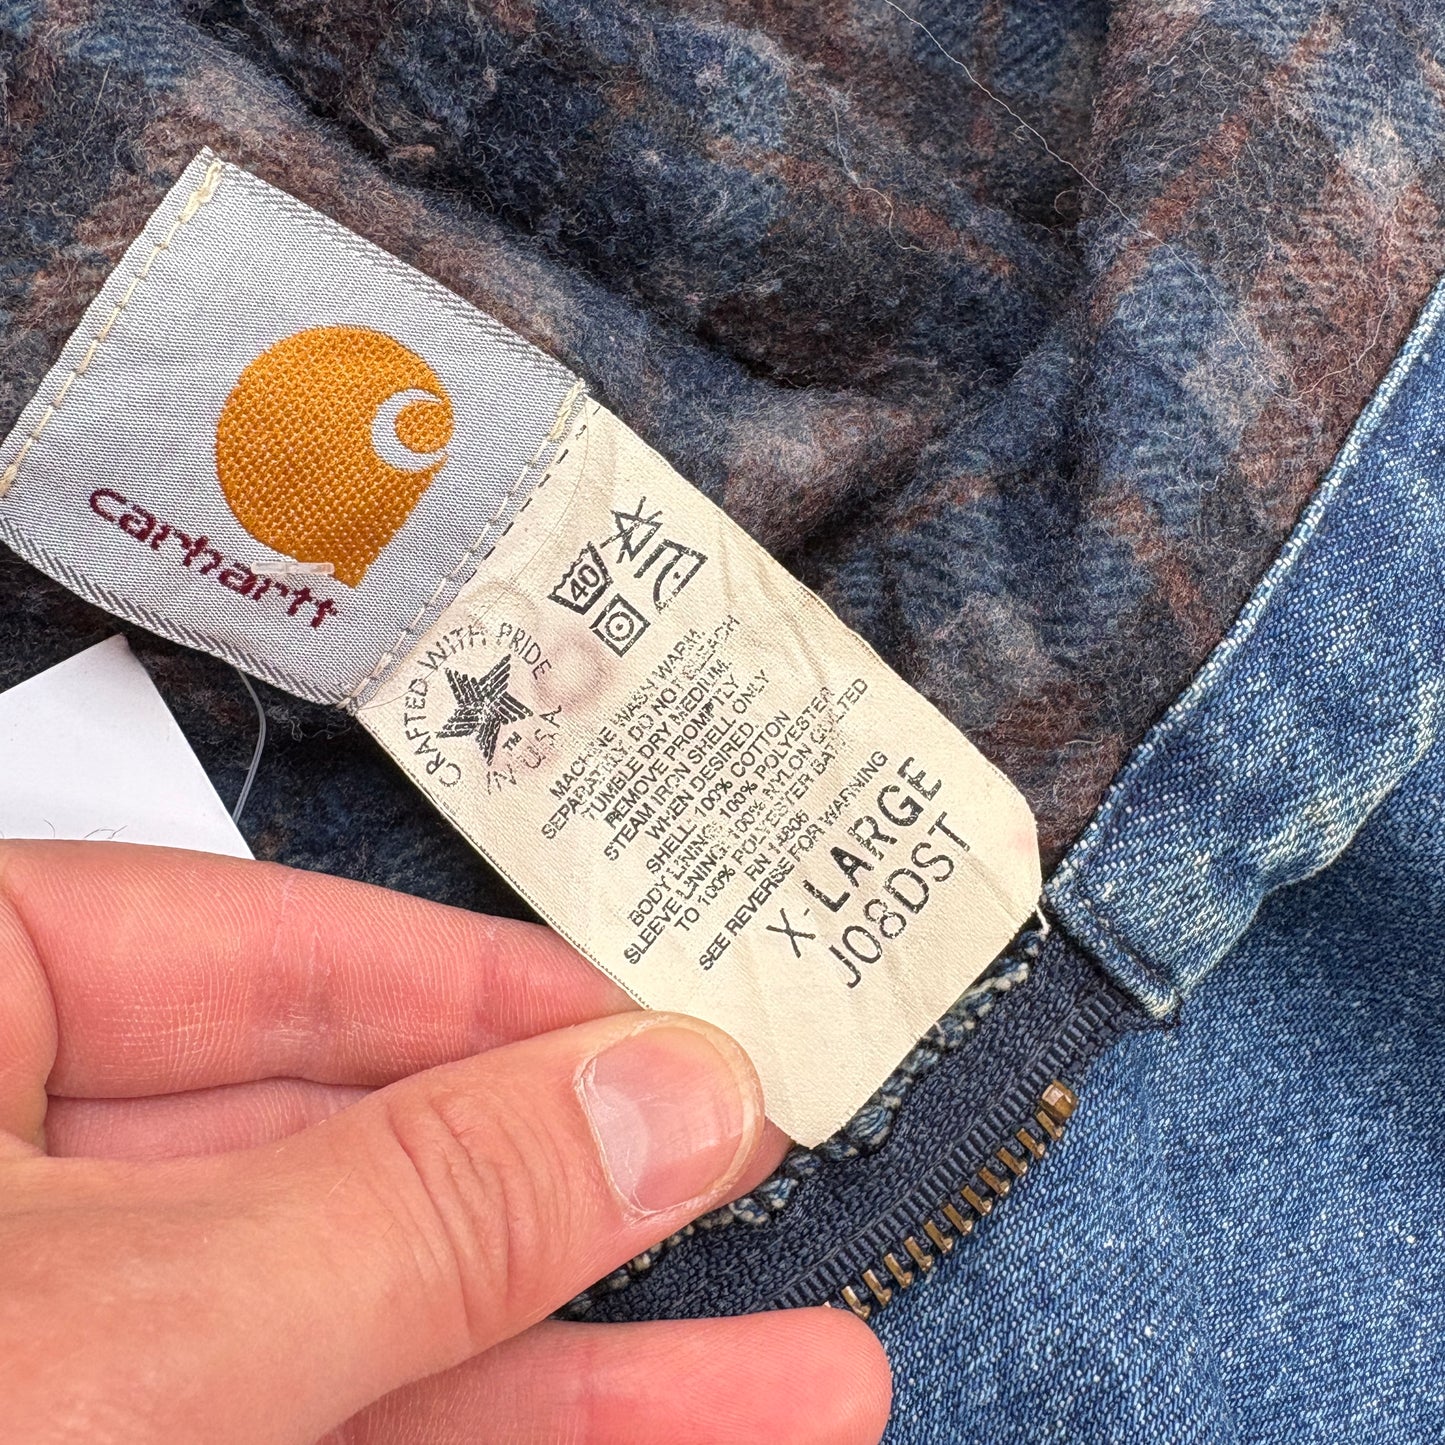 carhartt
40
CRAFTED WITH PRIDE
IN U.S.A.
TM
MACHINE WASH WARM
SEPARATELY. DO NOT BLEACH
TUMBLE DRY MEDIUM.
REMOVE PROMPTLY
STEAM IRON SHELL ONLY
WHEN DESIRED.
SHELL: 100% COTTON
BODY LINING: 100% POLYESTER
SLEEVE LINING: 100% NYLON QUILTED
TO 100% POLYESTER BATT
RN 14806
SEE REVERSE FOR WARNING
X-LARGE
J08DST